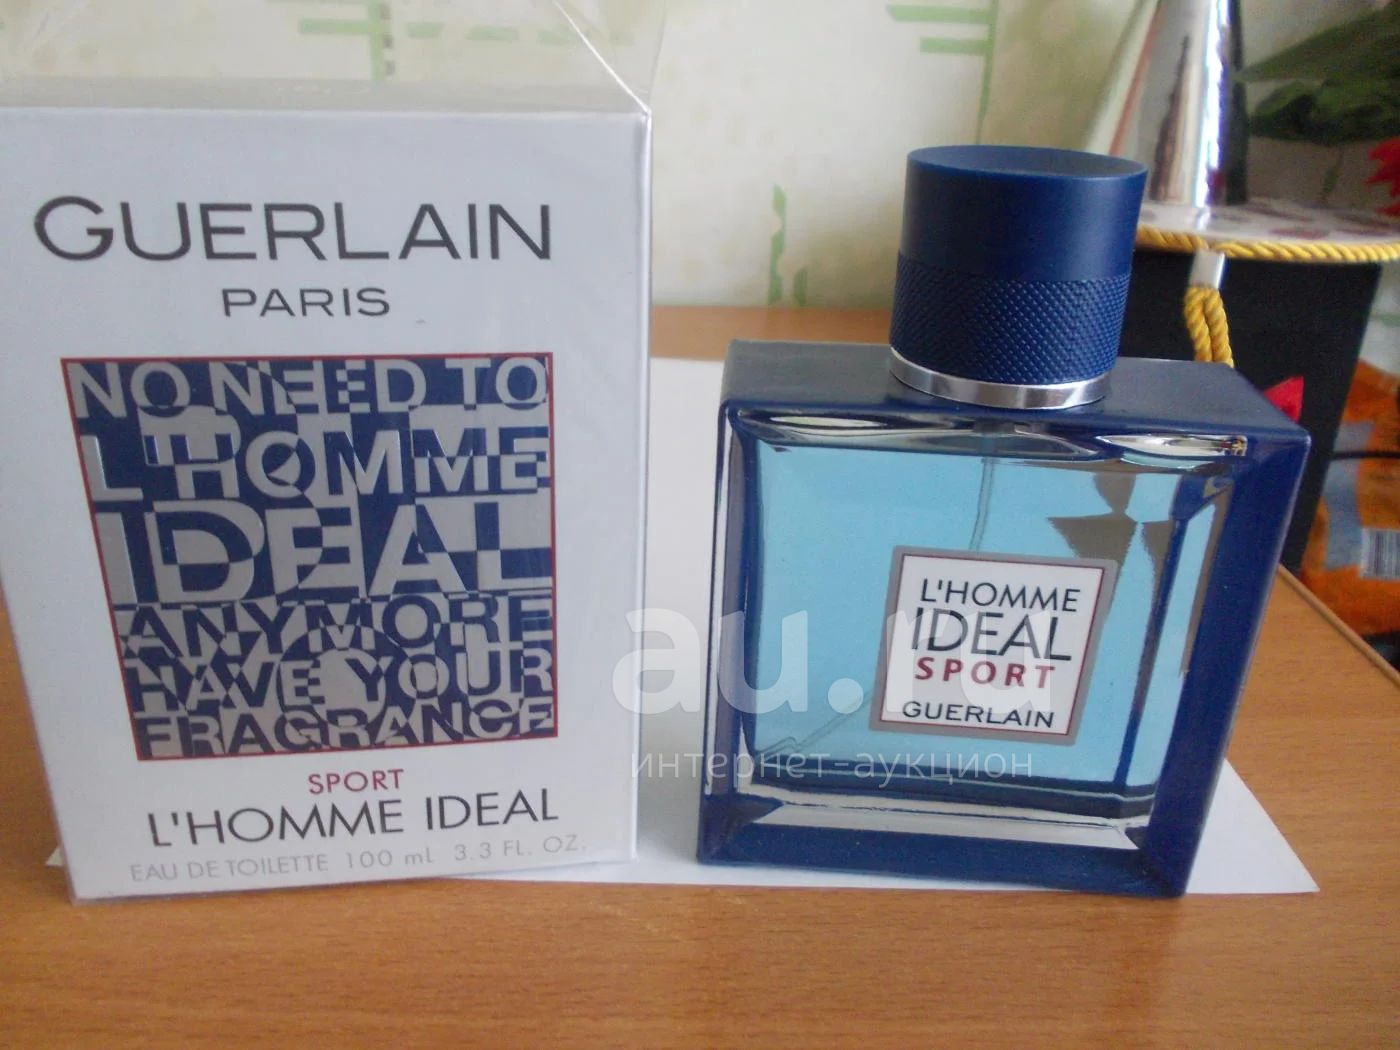 GUERLAIN
PARIS
NO NEED TO
L'HOMME
IDEAL
ANYMORE
HAVE YOUR
FRAGRANCE
SPORT
L'HOMME IDEAL
EAU DE TOILETTE 100 mL 3.3 FL. OZ.
L'HOMME
IDEAL
SPORT
GUERLAIN
au.ru
интернет-аукцион